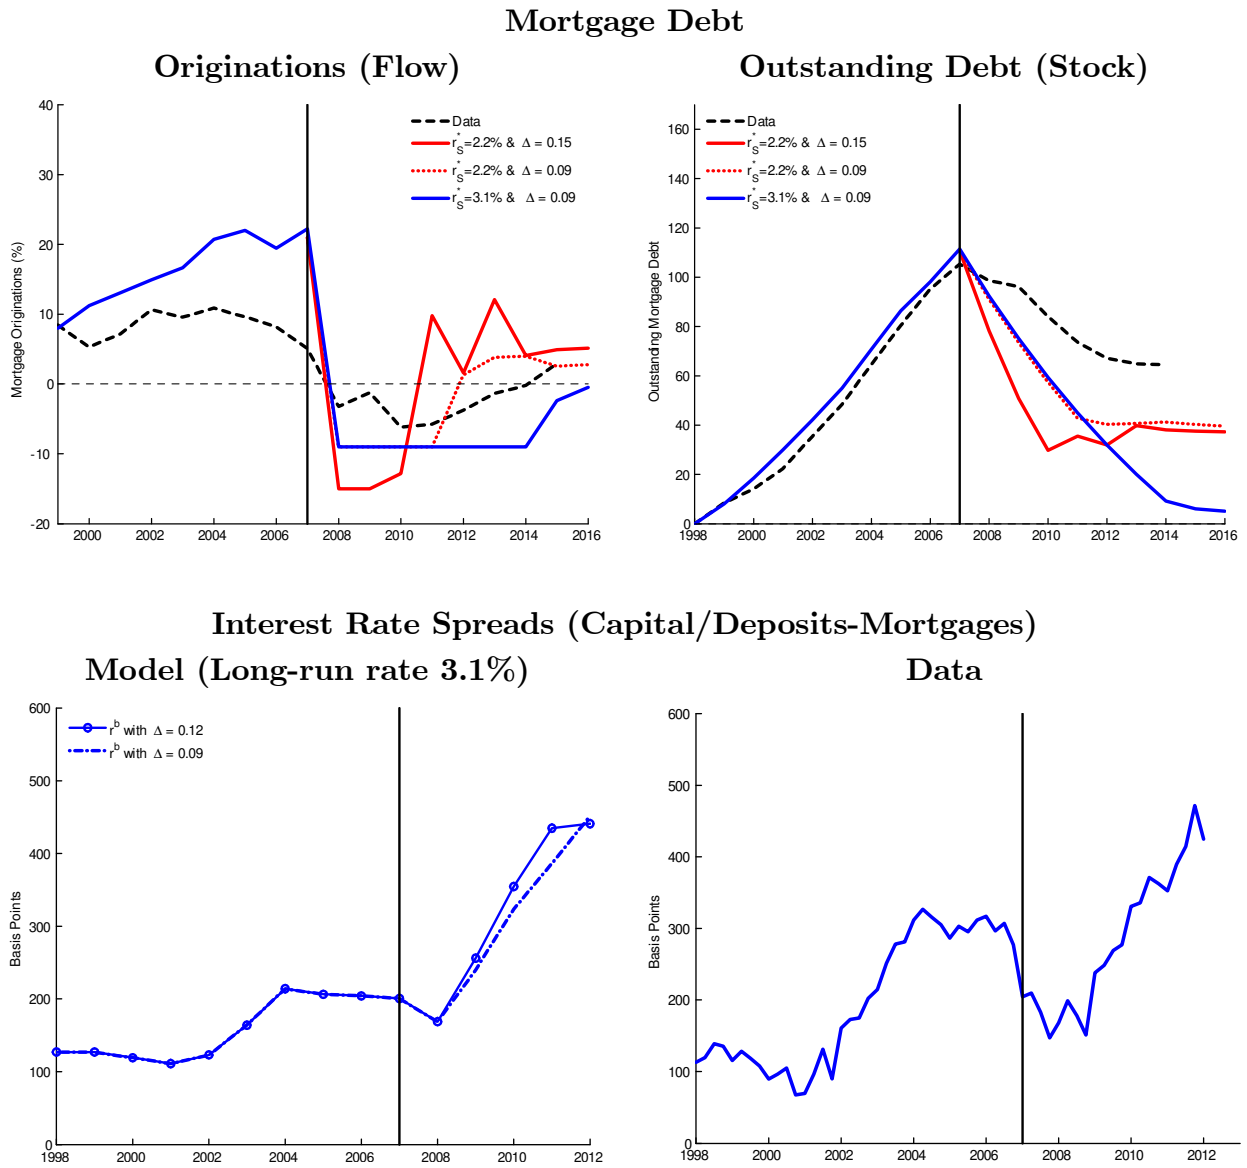 Mortgage Debt
Originations (Flow)
Outstanding Debt (Stock)
40
30
20
10
0
-10
-20
Mortgage Originations (%)
2000 2002 2004 2006 2008 2010 2012 2014 2016
Data
r*S=2.2% & Δ = 0.15
r*S=2.2% & Δ = 0.09
r*S=3.1% & Δ = 0.09
160
140
120
100
80
60
40
20
0
Outstanding Mortgage Debt
1998 2000 2002 2004 2006 2008 2010 2012 2014 2016
Data
r*S=2.2% & Δ = 0.15
r*S=2.2% & Δ = 0.09
r*S=3.1% & Δ = 0.09
Interest Rate Spreads (Capital/Deposits-Mortgages)
Model (Long-run rate 3.1%)
Data
600
500
400
300
200
100
0
Basis Points
1998 2000 2002 2004 2006 2008 2010 2012
r^b with Δ = 0.12
r^b with Δ = 0.09
600
500
400
300
200
100
0
Basis Points
1998 2000 2002 2004 2006 2008 2010 2012